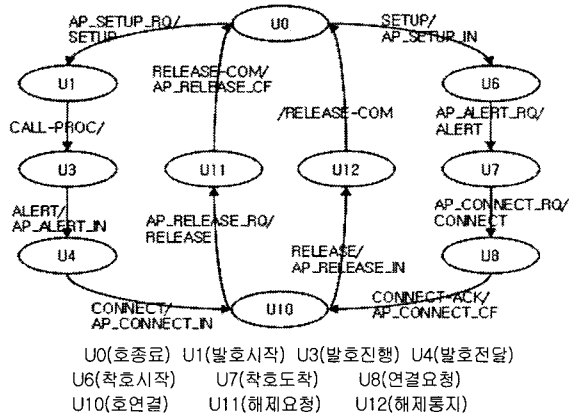 U0
AP_SETUP_RQ/
SETUP
SETUP/
AP_SETUP_IN
U1
RELEASE-COM/
AP_RELEASE_CF
U6
CALL-PROC/
/RELEASE-COM
AP_ALERT_RQ/
ALERT
U3
U11
U12
U7
ALERT/
AP_ALERT_IN
AP_RELEASE_RQ/
RELEASE
RELEASE/
AP_RELEASE_IN
AP_CONNECT_RQ/
CONNECT
U4
U8
CONNECT/
AP_CONNECT_IN
U10
CONNECT-ACK/
AP_CONNECT_CF
U0(호종료) U1(발호시작) U3(발호진행) U4(발호전달)
U6(착호시작) U7(착호도착) U8(연결요청)
U10(호연결) U11(해제요청) U12(해제통지)